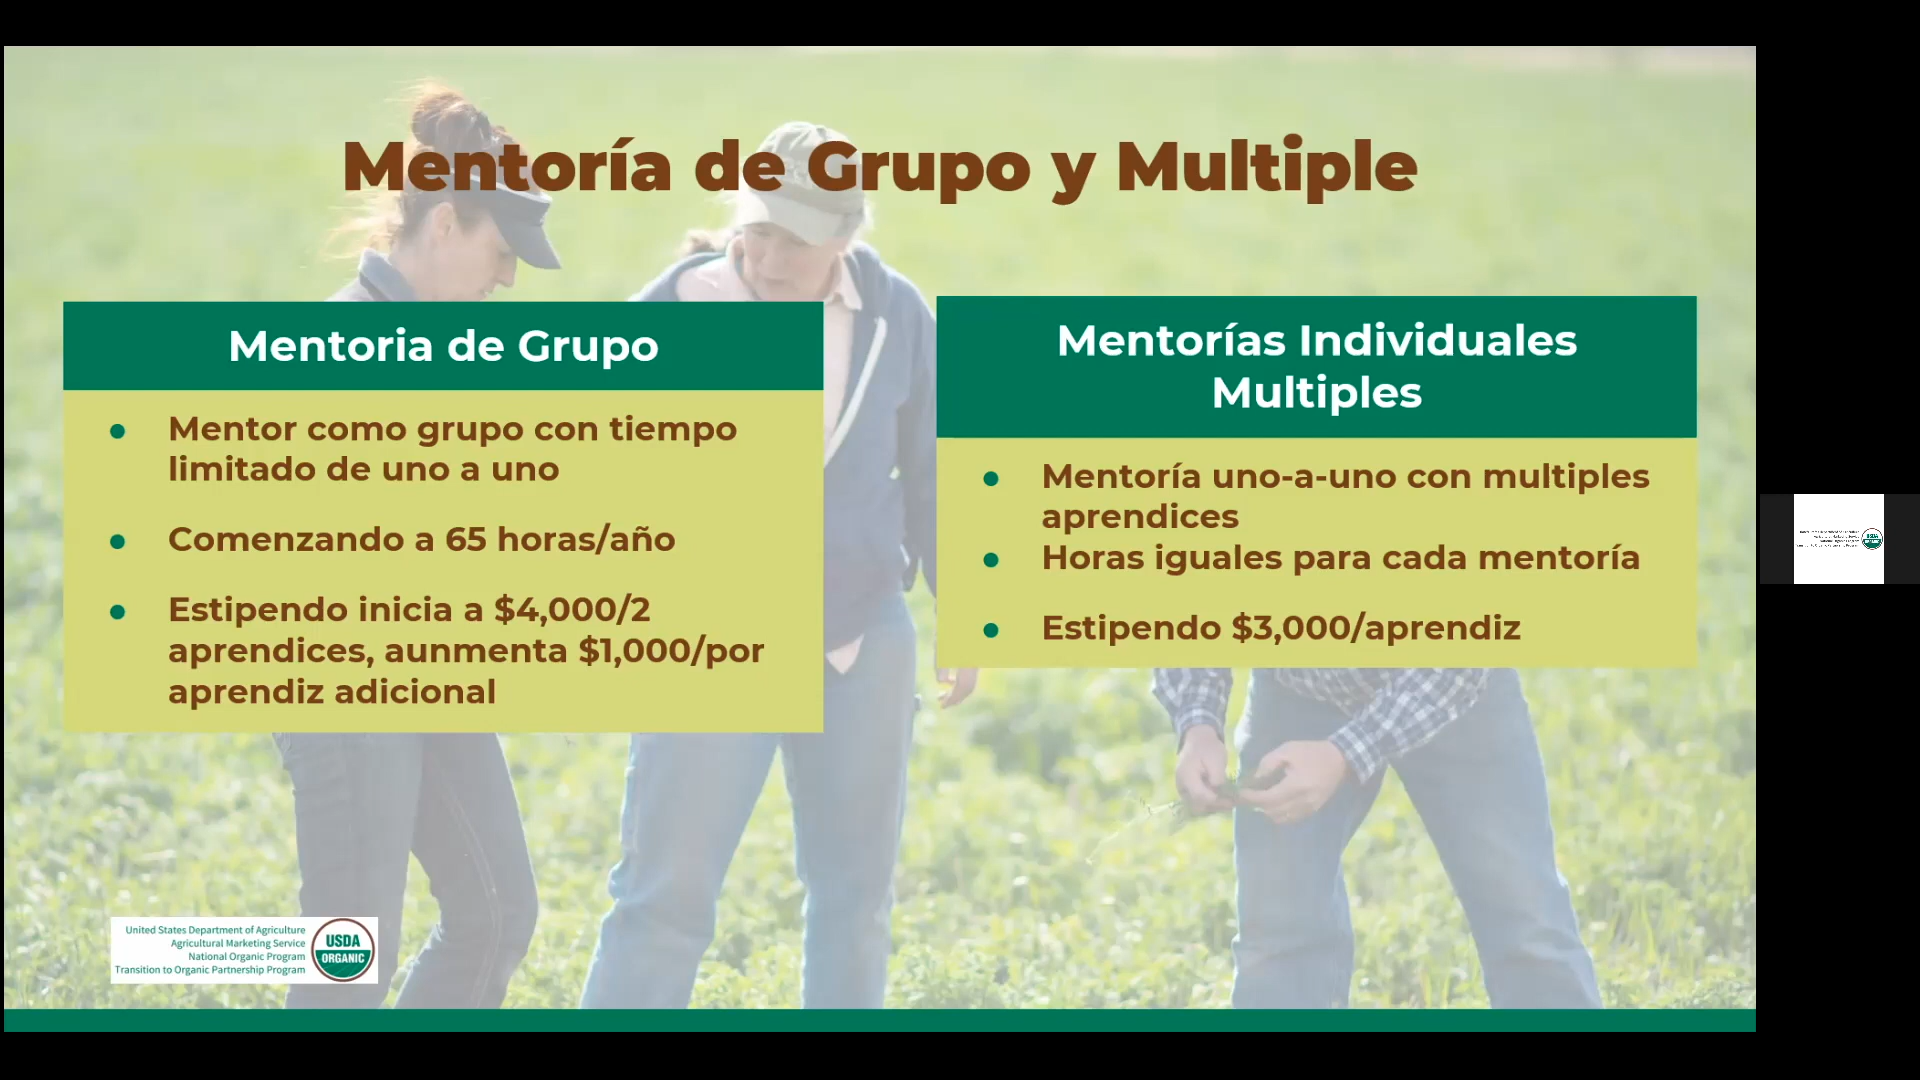 Mentoría de Grupo y Multiple
Mentoria de Grupo
Mentor como grupo con tiempo
limitado de uno a uno
Comenzando a 65 horas/año
Estipendo inicia a $4,000/2
aprendices, aunmenta $1,000/por
aprendiz adicional
Mentorías Individuales
Multiples
Mentoría uno-a-uno con multiples
aprendices
Horas iguales para cada mentoría
Estipendo $3,000/aprendiz
United States Department of Agriculture
Agricultural Marketing Service
National Organic Program
Transition to Organic Partnership Program
USDA
ORGANIC